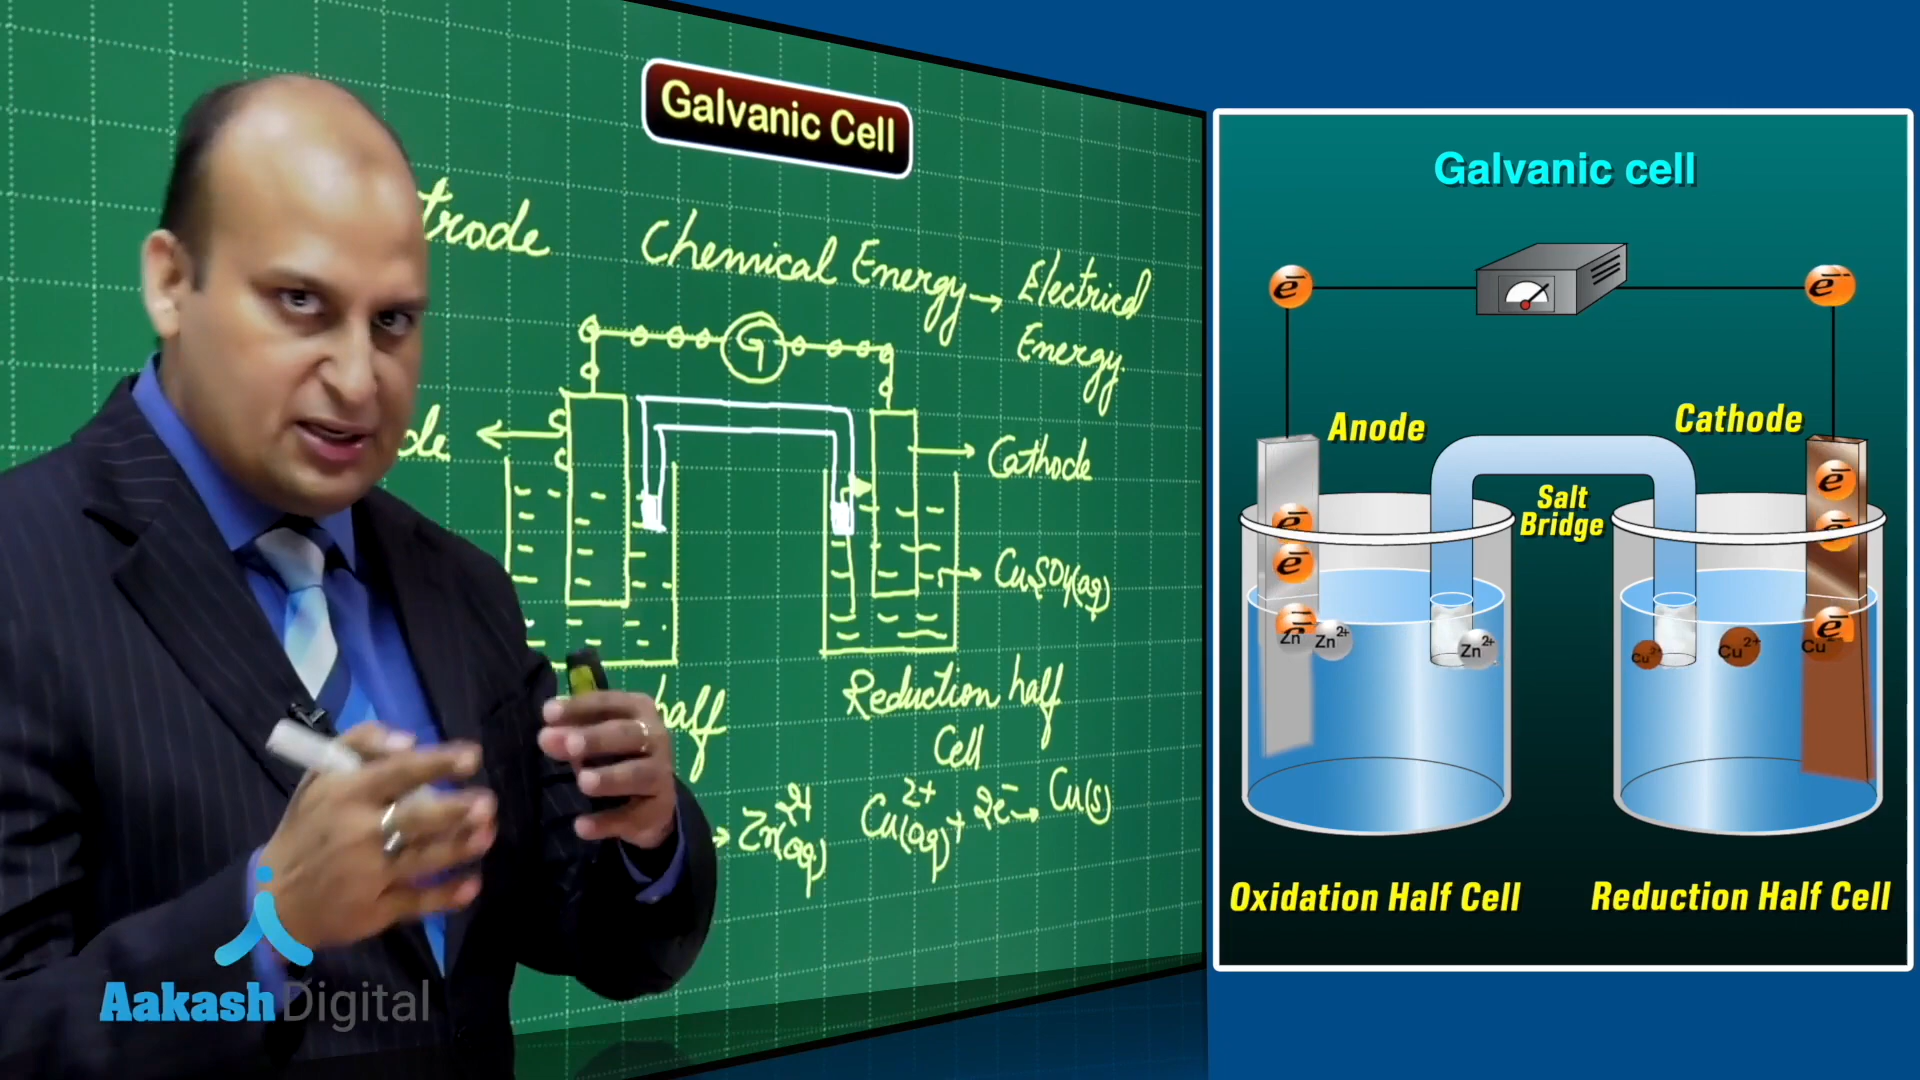 Galvanic Cell
trode
Chemical Energy → Electrical
Energy.
G
de
Cathode
CuSO4(aq)
half
Reduction half
Cell
→ Zn2+(aq)
Cu2+(aq) + 2e- → Cu(s)
Aakash Digital
Galvanic cell
e-
e-
Anode
Cathode
Salt
Bridge
e-
e-
e-
e-
e-
e-
Zn
Zn2+
Zn2+
Cu2+
Cu2+
Cu
Oxidation Half Cell
Reduction Half Cell